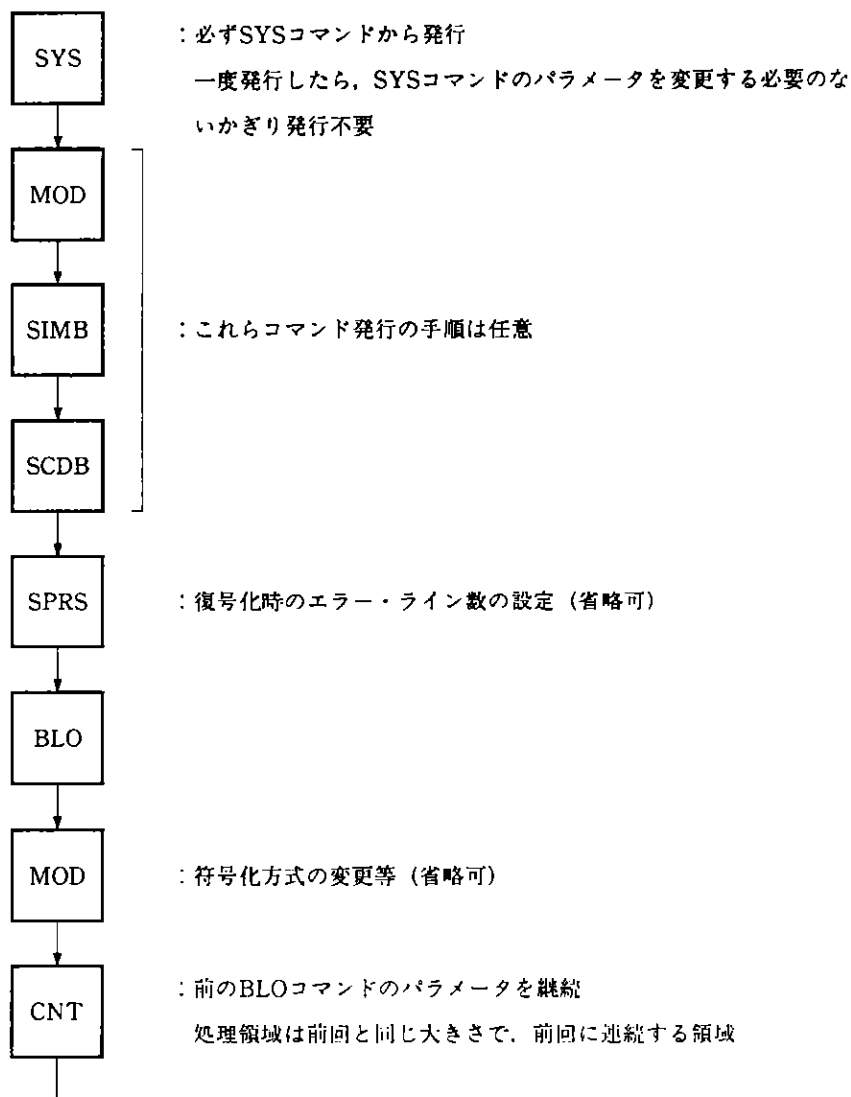 SYS
：必ずSYSコマンドから発行
一度発行したら，SYSコマンドのパラメータを変更する必要のな
いかぎり発行不要
MOD
SIMB
：これらコマンド発行の手順は任意
SCDB
SPRS
：復号化時のエラー・ライン数の設定（省略可）
BLO
MOD
：符号化方式の変更等（省略可）
CNT
：前のBLOコマンドのパラメータを継続
処理領域は前回と同じ大きさで，前回に連続する領域